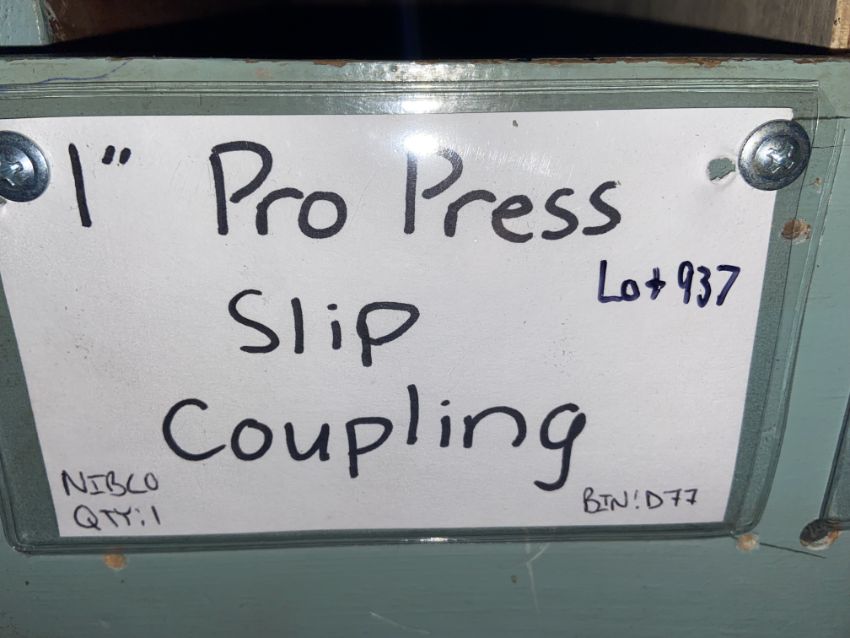 1" Pro Press
Lot 937
Slip
Coupling
NIBCO
QTY:1
BIN:D77